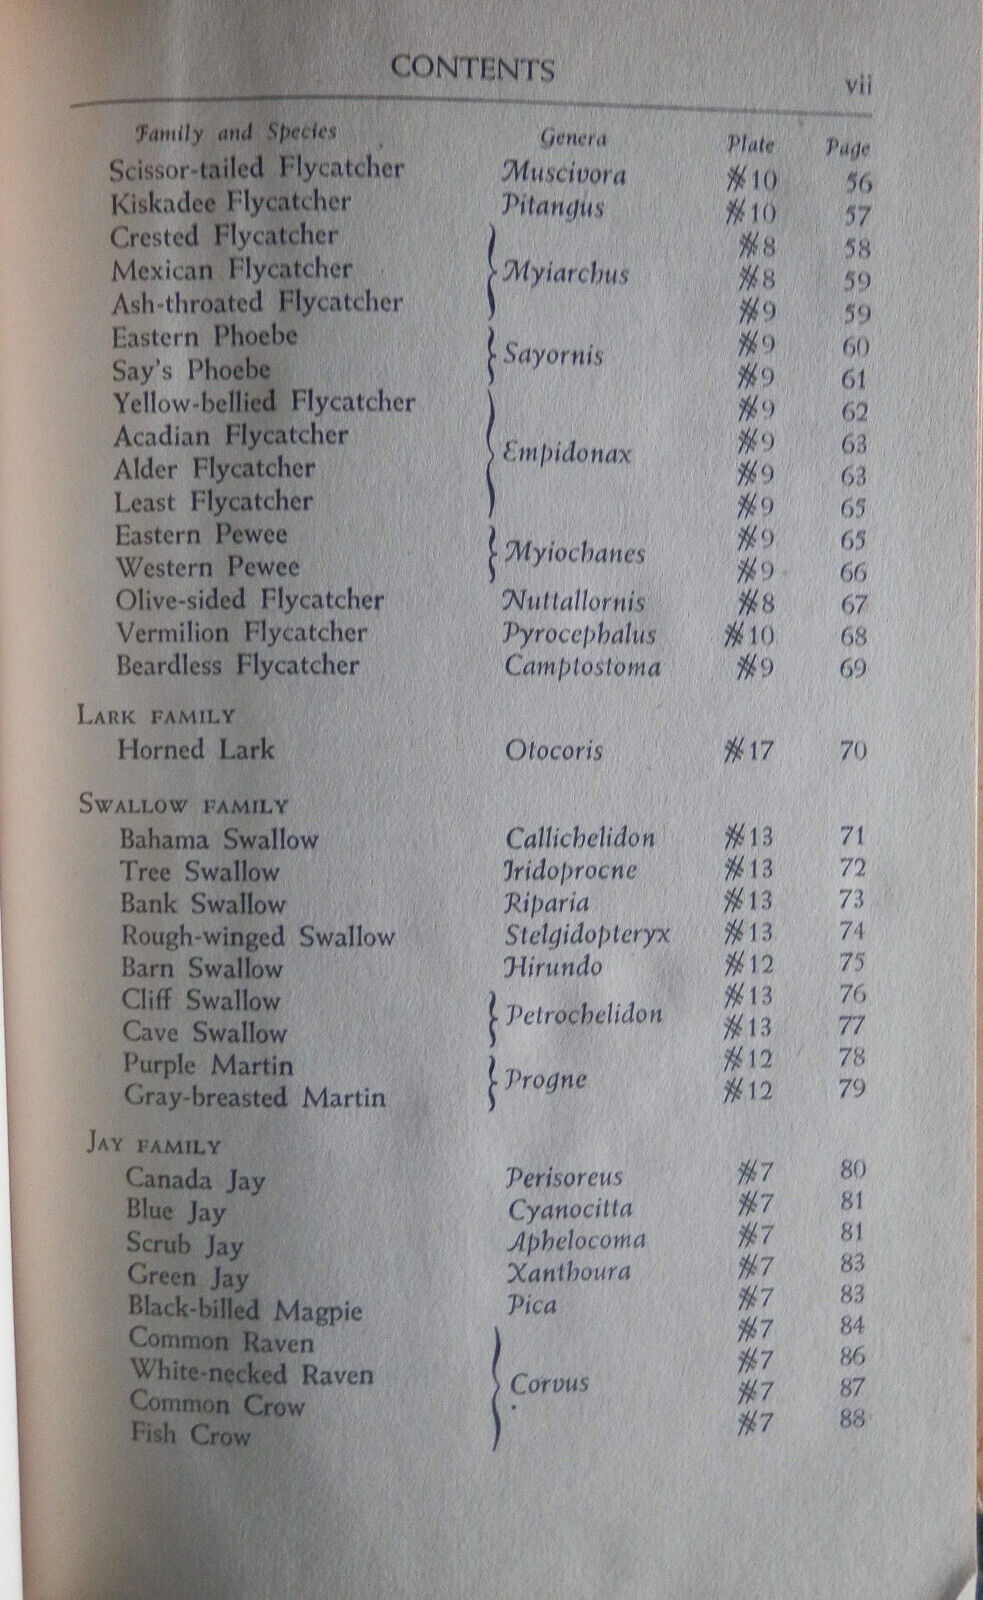 CONTENTS vii
Family and Species Genera Plate Page
Scissor-tailed Flycatcher Muscivora #10 56
Kiskadee Flycatcher Pitangus #10 57
Crested Flycatcher #8 58
Mexican Flycatcher } Myiarchus #8 59
Ash-throated Flycatcher #9 59
Eastern Phoebe } Sayornis #9 60
Say's Phoebe #9 61
Yellow-bellied Flycatcher #9 62
Acadian Flycatcher } Empidonax #9 63
Alder Flycatcher #9 63
Least Flycatcher #9 65
Eastern Pewee } Myiochanes #9 65
Western Pewee #9 66
Olive-sided Flycatcher Nuttallornis #8 67
Vermilion Flycatcher Pyrocephalus #10 68
Beardless Flycatcher Camptostoma #9 69
LARK FAMILY
Horned Lark Otocoris #17 70
SWALLOW FAMILY
Bahama Swallow Callichelidon #13 71
Tree Swallow Iridoprocne #13 72
Bank Swallow Riparia #13 73
Rough-winged Swallow Stelgidopteryx #13 74
Barn Swallow Hirundo #12 75
Cliff Swallow } Petrochelidon #13 76
Cave Swallow #13 77
Purple Martin } Progne #12 78
Gray-breasted Martin #12 79
JAY FAMILY
Canada Jay Perisoreus #7 80
Blue Jay Cyanocitta #7 81
Scrub Jay Aphelocoma #7 81
Green Jay Xanthoura #7 83
Black-billed Magpie Pica #7 83
Common Raven #7 84
White-necked Raven } Corvus #7 86
Common Crow #7 87
Fish Crow #7 88